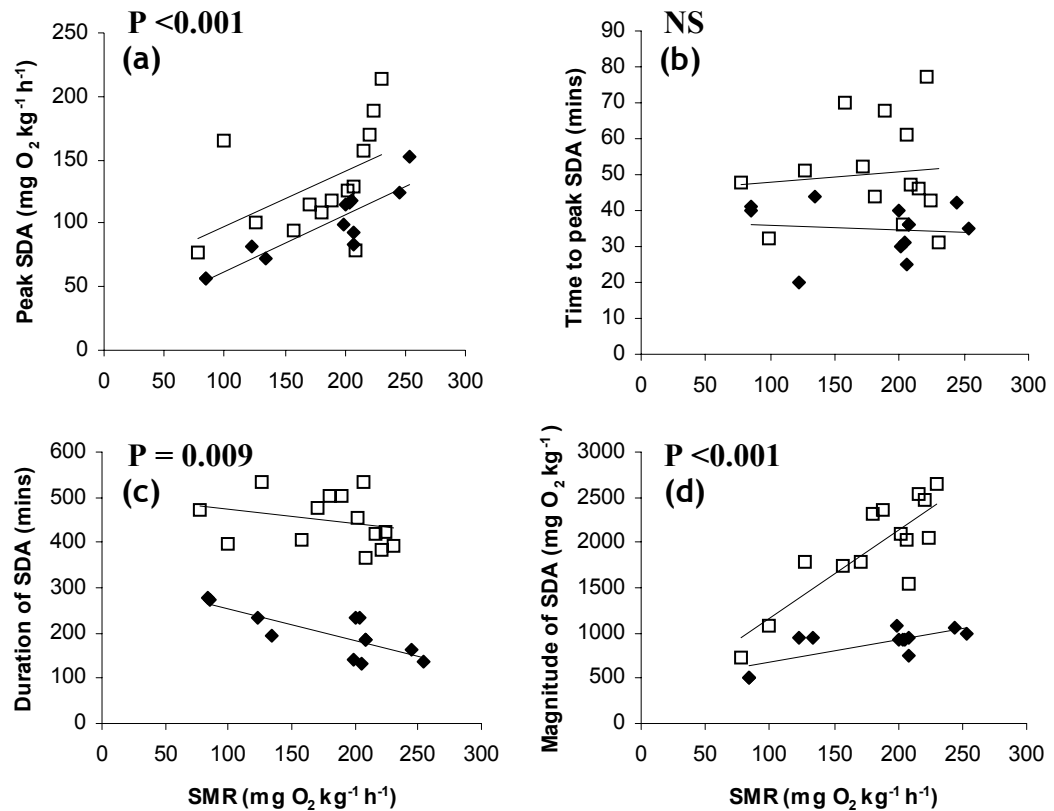 P <0.001
(a)
Peak SDA (mg O₂ kg⁻¹ h⁻¹)
250
200
150
100
50
0
0 50 100 150 200 250 300
NS
(b)
Time to peak SDA (mins)
90
80
70
60
50
40
30
20
10
0
0 50 100 150 200 250 300
P = 0.009
(c)
Duration of SDA (mins)
600
500
400
300
200
100
0
0 50 100 150 200 250 300
SMR (mg O₂ kg⁻¹ h⁻¹)
P <0.001
(d)
Magnitude of SDA (mg O₂ kg⁻¹)
3000
2500
2000
1500
1000
500
0
0 50 100 150 200 250 300
SMR (mg O₂ kg⁻¹ h⁻¹)